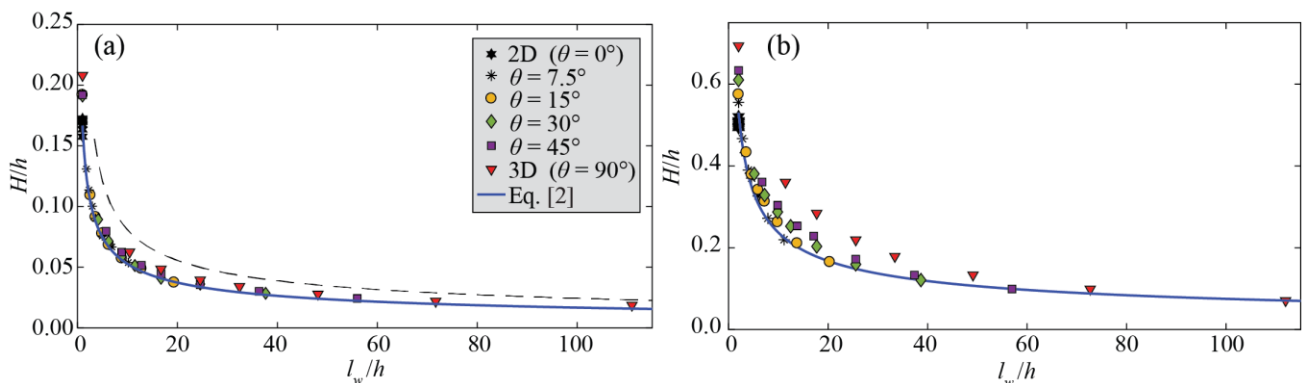 (a)
0.25
0.20
0.15
0.10
0.05
0.00
H/h
0 20 40 60 80 100
l_w/h
2D (θ = 0°)
θ = 7.5°
θ = 15°
θ = 30°
θ = 45°
3D (θ = 90°)
Eq. [2]
(b)
0.6
0.4
0.2
0.0
H/h
0 20 40 60 80 100
l_w/h